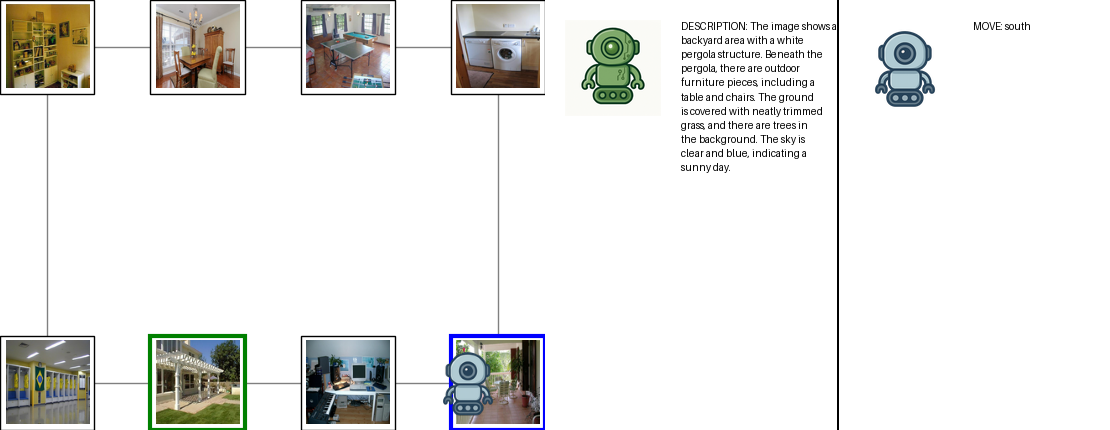 DESCRIPTION: The image shows a
backyard area with a white
pergola structure. Beneath the
pergola, there are outdoor
furniture pieces, including a
table and chairs. The ground
is covered with neatly trimmed
grass, and there are trees in
the background. The sky is
clear and blue, indicating a
sunny day.
MOVE: south